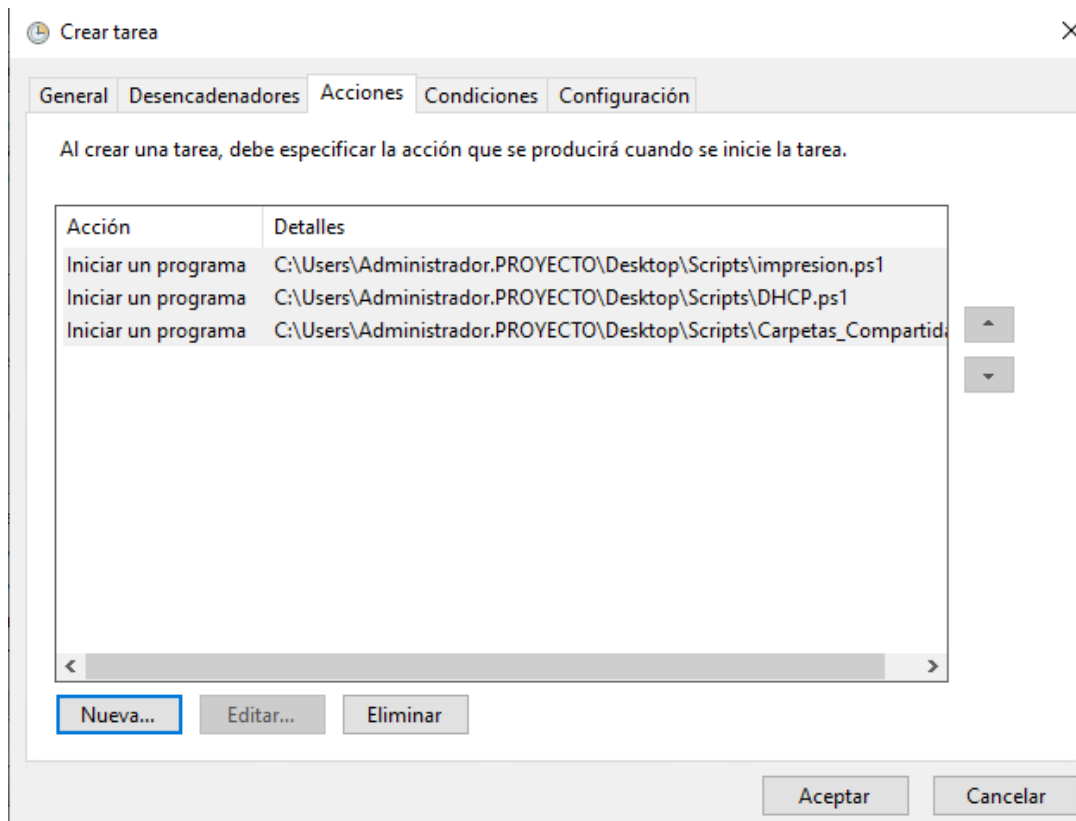 Crear tarea
General Desencadenadores Acciones Condiciones Configuración
Al crear una tarea, debe especificar la acción que se producirá cuando se inicie la tarea.
Acción Detalles
Iniciar un programa C:\Users\Administrador.PROYECTO\Desktop\Scripts\impresion.ps1
Iniciar un programa C:\Users\Administrador.PROYECTO\Desktop\Scripts\DHCP.ps1
Iniciar un programa C:\Users\Administrador.PROYECTO\Desktop\Scripts\Carpetas_Compartida
Nueva... Editar... Eliminar
Aceptar Cancelar